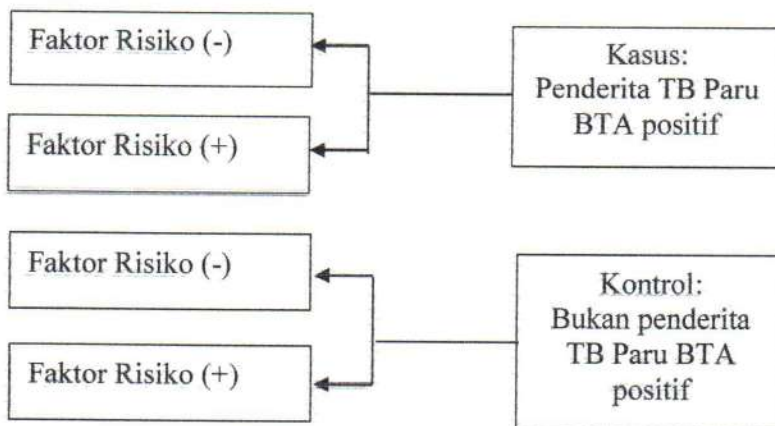 Faktor Risiko (-)
Faktor Risiko (+)
Kasus:
Penderita TB Paru
BTA positif
Faktor Risiko (-)
Faktor Risiko (+)
Kontrol:
Bukan penderita
TB Paru BTA
positif